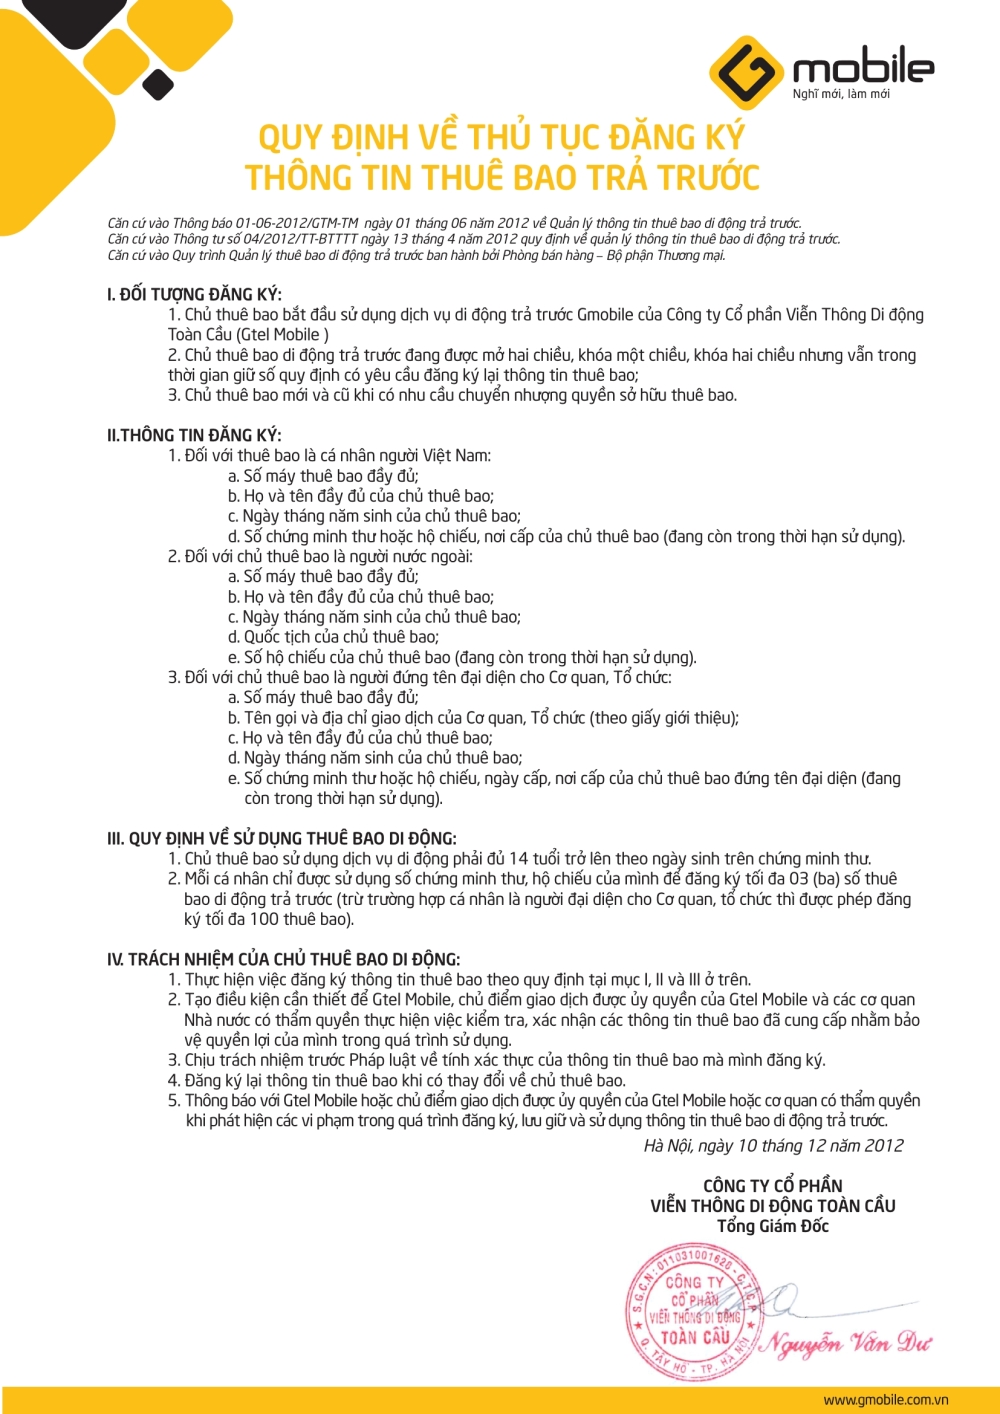 mobile
Nghĩ mới, làm mới
QUY ĐỊNH VỀ THỦ TỤC ĐĂNG KÝ
THÔNG TIN THUÊ BAO TRẢ TRƯỚC
Căn cứ vào Thông báo 01-06-2012/GTM-TM ngày 01 tháng 06 năm 2012 về Quản lý thông tin thuê bao di động trả trước.
Căn cứ vào Thông tư số 04/2012/TT-BTTTT ngày 13 tháng 4 năm 2012 quy định về quản lý thông tin thuê bao di động trả trước.
Căn cứ vào Quy trình Quản lý thuê bao di động trả trước ban hành bởi Phòng bán hàng – Bộ phận Thương mại.
I. ĐỐI TƯỢNG ĐĂNG KÝ:
1. Chủ thuê bao bắt đầu sử dụng dịch vụ di động trả trước Gmobile của Công ty Cổ phần Viễn Thông Di động
Toàn Cầu (Gtel Mobile )
2. Chủ thuê bao di động trả trước đang được mở hai chiều, khóa một chiều, khóa hai chiều nhưng vẫn trong
thời gian giữ số quy định có yêu cầu đăng ký lại thông tin thuê bao;
3. Chủ thuê bao mới và cũ khi có nhu cầu chuyển nhượng quyền sở hữu thuê bao.
II.THÔNG TIN ĐĂNG KÝ:
1. Đối với thuê bao là cá nhân người Việt Nam:
a. Số máy thuê bao đầy đủ;
b. Họ và tên đầy đủ của chủ thuê bao;
c. Ngày tháng năm sinh của chủ thuê bao;
d. Số chứng minh thư hoặc hộ chiếu, nơi cấp của chủ thuê bao (đang còn trong thời hạn sử dụng).
2. Đối với chủ thuê bao là người nước ngoài:
a. Số máy thuê bao đầy đủ;
b. Họ và tên đầy đủ của chủ thuê bao;
c. Ngày tháng năm sinh của chủ thuê bao;
d. Quốc tịch của chủ thuê bao;
e. Số hộ chiếu của chủ thuê bao (đang còn trong thời hạn sử dụng).
3. Đối với chủ thuê bao là người đứng tên đại diện cho Cơ quan, Tổ chức:
a. Số máy thuê bao đầy đủ;
b. Tên gọi và địa chỉ giao dịch của Cơ quan, Tổ chức (theo giấy giới thiệu);
c. Họ và tên đầy đủ của chủ thuê bao;
d. Ngày tháng năm sinh của chủ thuê bao;
e. Số chứng minh thư hoặc hộ chiếu, ngày cấp, nơi cấp của chủ thuê bao đứng tên đại diện (đang
còn trong thời hạn sử dụng).
III. QUY ĐỊNH VỀ SỬ DỤNG THUÊ BAO DI ĐỘNG:
1. Chủ thuê bao sử dụng dịch vụ di động phải đủ 14 tuổi trở lên theo ngày sinh trên chứng minh thư.
2. Mỗi cá nhân chỉ được sử dụng số chứng minh thư, hộ chiếu của mình để đăng ký tối đa 03 (ba) số thuê
bao di động trả trước (trừ trường hợp cá nhân là người đại diện cho Cơ quan, tổ chức thì được phép đăng
ký tối đa 100 thuê bao).
IV. TRÁCH NHIỆM CỦA CHỦ THUÊ BAO DI ĐỘNG:
1. Thực hiện việc đăng ký thông tin thuê bao theo quy định tại mục I, II và III ở trên.
2. Tạo điều kiện cần thiết để Gtel Mobile, chủ điểm giao dịch được ủy quyền của Gtel Mobile và các cơ quan
Nhà nước có thẩm quyền thực hiện việc kiểm tra, xác nhận các thông tin thuê bao đã cung cấp nhằm bảo
vệ quyền lợi của mình trong quá trình sử dụng.
3. Chịu trách nhiệm trước Pháp luật về tính xác thực của thông tin thuê bao mà mình đăng ký.
4. Đăng ký lại thông tin thuê bao khi có thay đổi về chủ thuê bao.
5. Thông báo với Gtel Mobile hoặc chủ điểm giao dịch được ủy quyền của Gtel Mobile hoặc cơ quan có thẩm quyền
khi phát hiện các vi phạm trong quá trình đăng ký, lưu giữ và sử dụng thông tin thuê bao di động trả trước.
Hà Nội, ngày 10 tháng 12 năm 2012
CÔNG TY CỔ PHẦN
VIỄN THÔNG DI ĐỘNG TOÀN CẦU
Tổng Giám Đốc
S.G.C.N: 011031001620 - C.T.C.P
CÔNG TY
CỔ PHẦN
VIỄN THÔNG DI ĐỘNG
TOÀN CẦU
Q. TÂY HỒ - TP. HÀ NỘI
Nguyễn Văn Dư
www.gmobile.com.vn